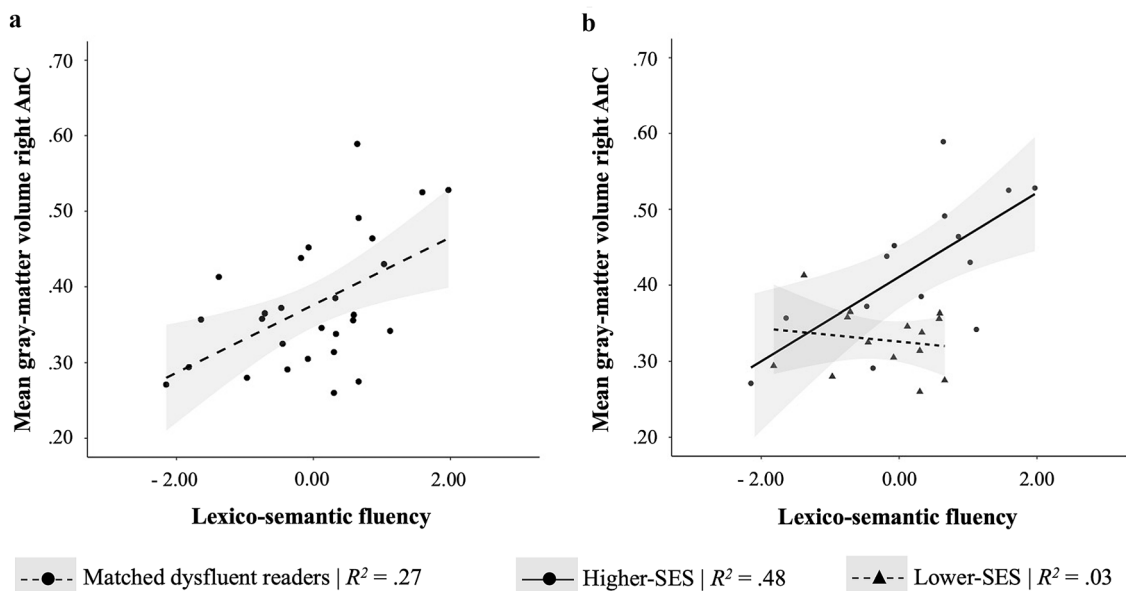 a
Mean gray-matter volume right AnC
.70
.60
.50
.40
.30
.20
- 2.00 0.00 2.00
Lexico-semantic fluency
b
Mean gray-matter volume right AnC
.70
.60
.50
.40
.30
.20
- 2.00 0.00 2.00
Lexico-semantic fluency
Matched dysfluent readers | R² = .27
Higher-SES | R² = .48
Lower-SES | R² = .03